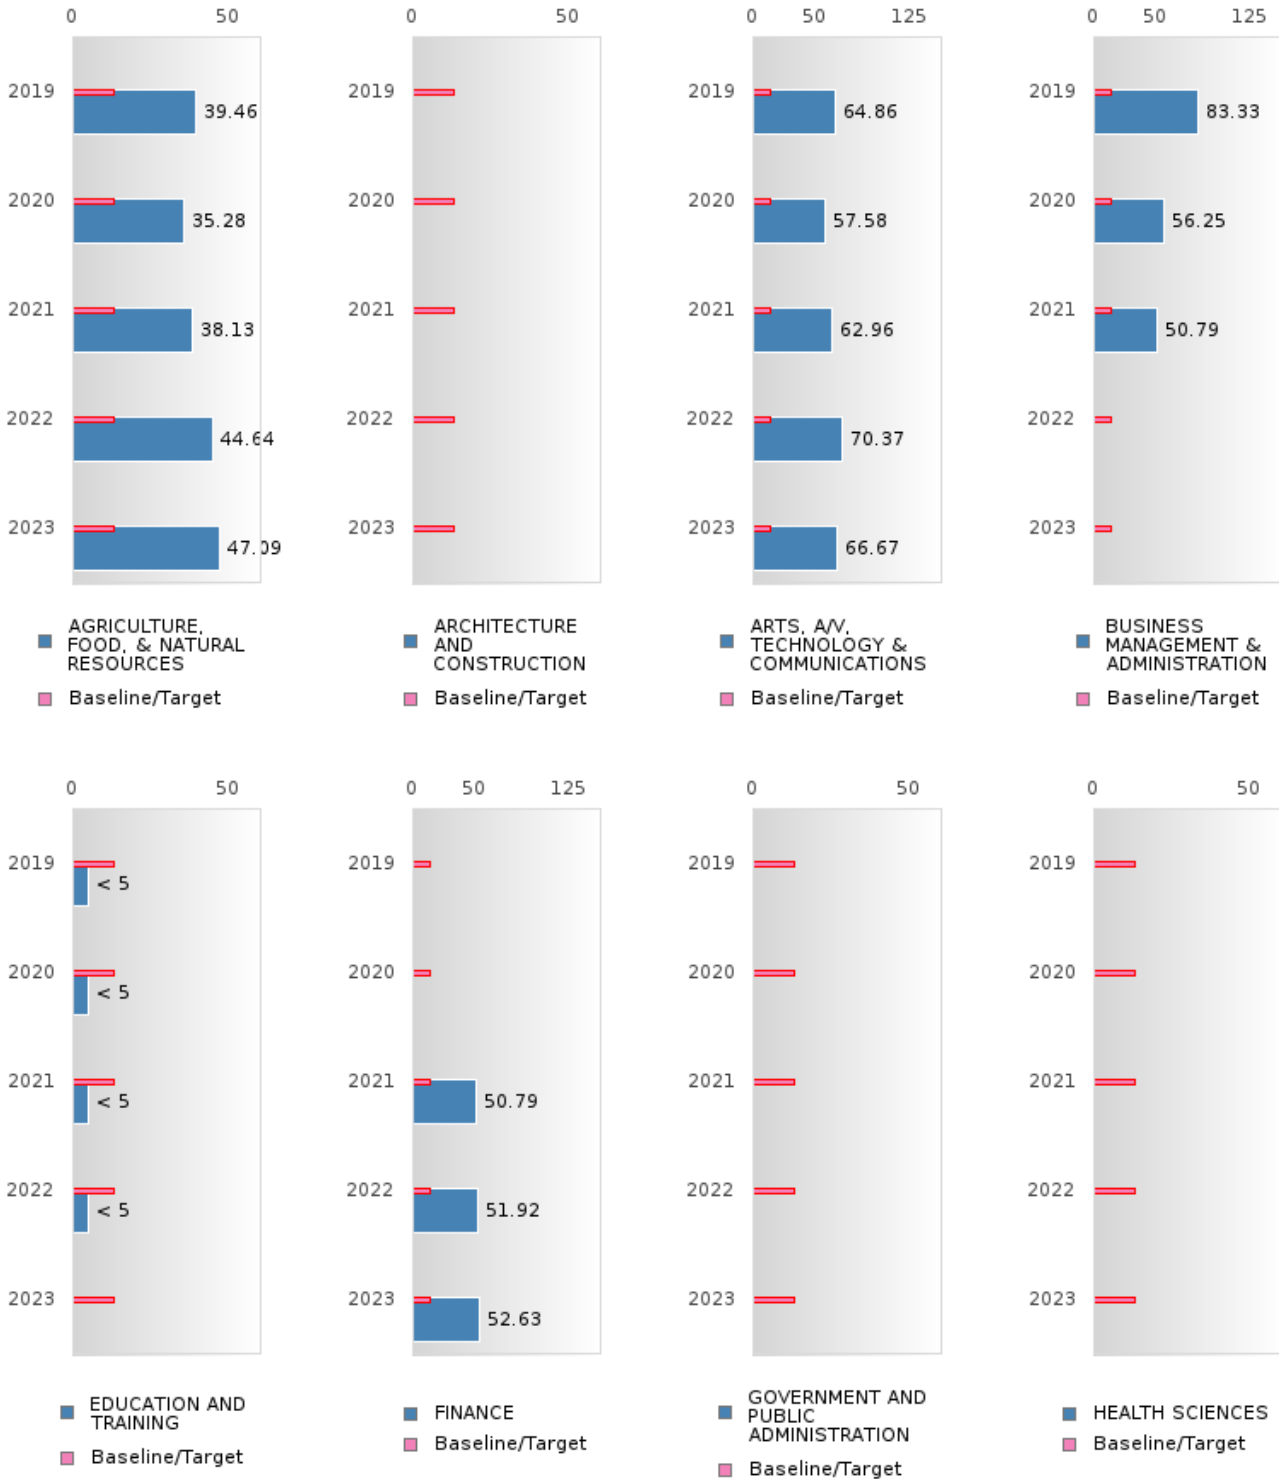 0 50
0 50
0 50 125
0 50 125
2019
39.46
2020
35.28
2021
38.13
2022
44.64
2023
47.09
2019
2020
2021
2022
2023
2019
64.86
2020
57.58
2021
62.96
2022
70.37
2023
66.67
2019
83.33
2020
56.25
2021
50.79
2022
2023
AGRICULTURE,
FOOD, & NATURAL
RESOURCES
Baseline/Target
ARCHITECTURE
AND
CONSTRUCTION
Baseline/Target
ARTS, A/V,
TECHNOLOGY &
COMMUNICATIONS
Baseline/Target
BUSINESS
MANAGEMENT &
ADMINISTRATION
Baseline/Target
0 50
0 50 125
0 50
0 50
2019
< 5
2020
< 5
2021
< 5
2022
< 5
2023
2019
2020
2021
50.79
2022
51.92
2023
52.63
2019
2020
2021
2022
2023
2019
2020
2021
2022
2023
EDUCATION AND
TRAINING
Baseline/Target
FINANCE
Baseline/Target
GOVERNMENT AND
PUBLIC
ADMINISTRATION
Baseline/Target
HEALTH SCIENCES
Baseline/Target